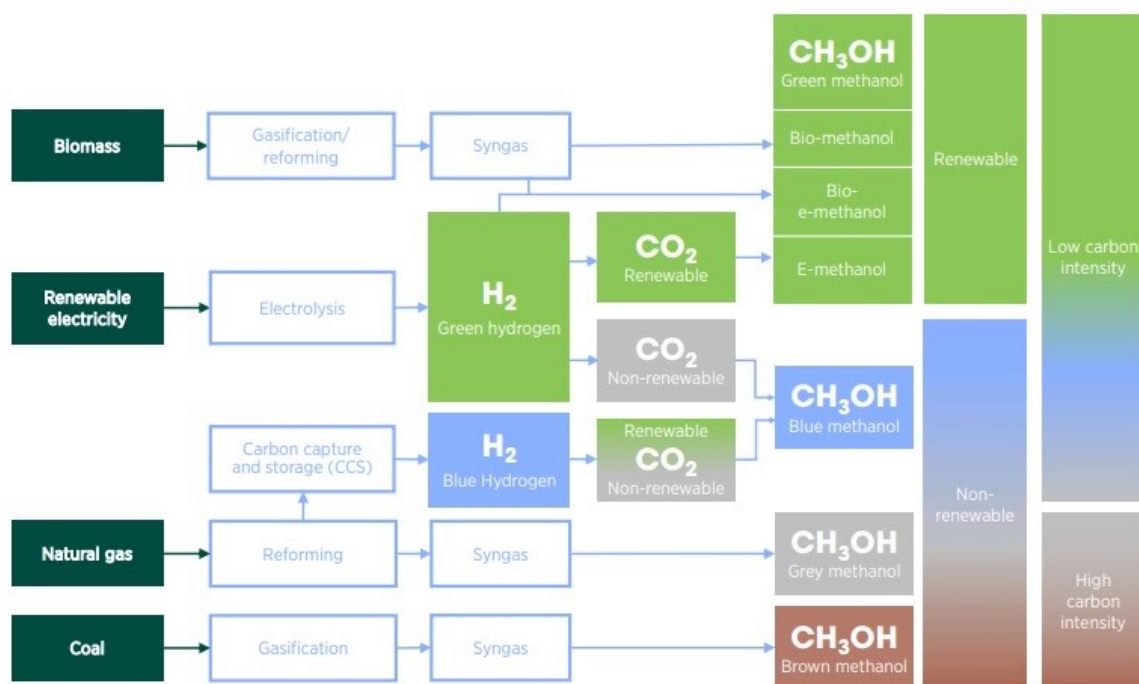 CH₃OH
Green methanol
Biomass
Gasification/
reforming
Syngas
Bio-methanol
Renewable
Bio-
e-methanol
CO₂
Renewable
E-methanol
Low carbon
intensity
Renewable
electricity
Electrolysis
H₂
Green hydrogen
CO₂
Non-renewable
CH₃OH
Blue methanol
Carbon capture
and storage (CCS)
H₂
Blue Hydrogen
Renewable
CO₂
Non-renewable
Non-
renewable
Natural gas
Reforming
Syngas
CH₃OH
Grey methanol
High
carbon
intensity
Coal
Gasification
Syngas
CH₃OH
Brown methanol